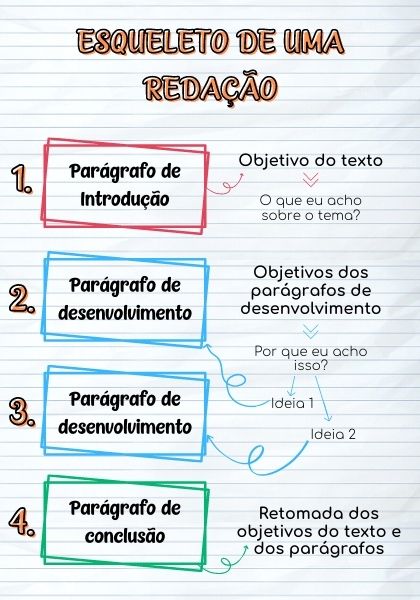 ESQUELETO DE UMA
REDAÇÃO
1.
Parágrafo de
Introdução
Objetivo do texto
O que eu acho
sobre o tema?
2.
Parágrafo de
desenvolvimento
Objetivos dos
parágrafos de
desenvolvimento
Por que eu acho
isso?
Ideia 1
3.
Parágrafo de
desenvolvimento
Ideia 2
4.
Parágrafo de
conclusão
Retomada dos
objetivos do texto e
dos parágrafos